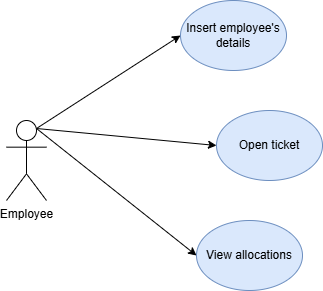 Insert employee's
details
Open ticket
Employee
View allocations